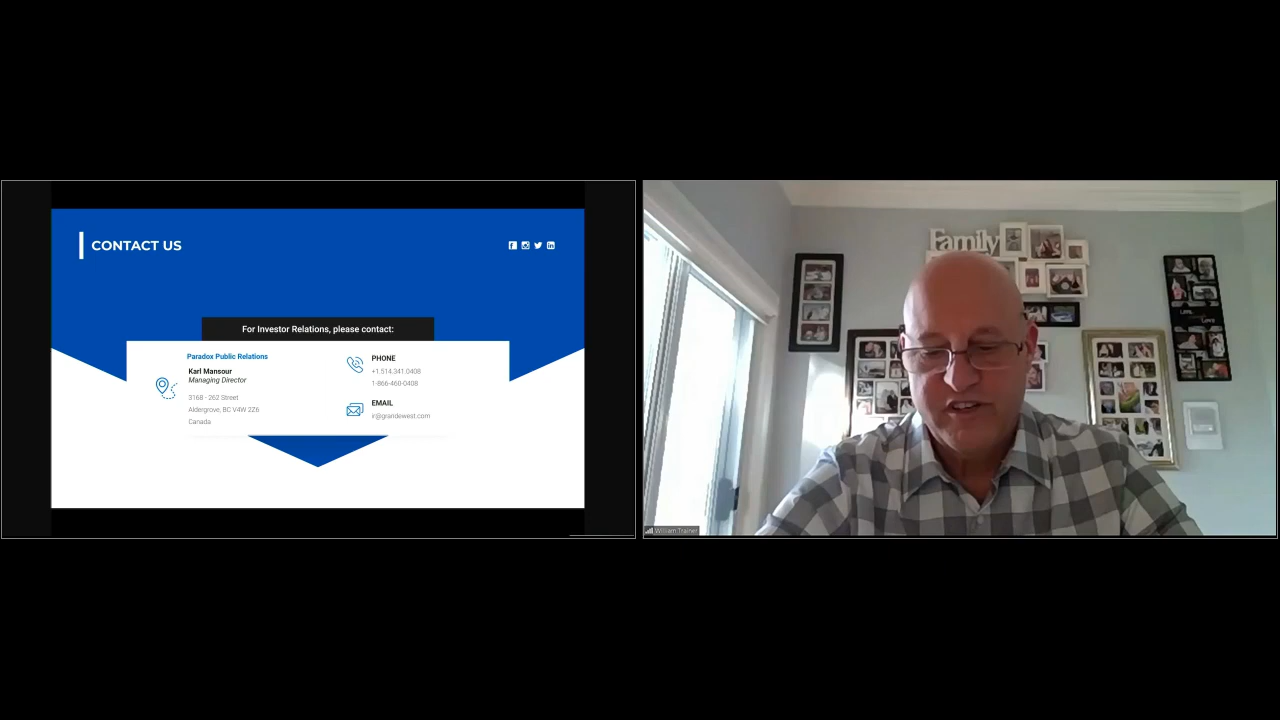 CONTACT US
For Investor Relations, please contact:
Paradox Public Relations
Karl Mansour
Managing Director
3168 - 262 Street
Aldergrove, BC V4W 2Z6
Canada
PHONE
+1.514.341.0408
1-866-460-0408
EMAIL
ir@grandewest.com
Family
Love
William Trainer